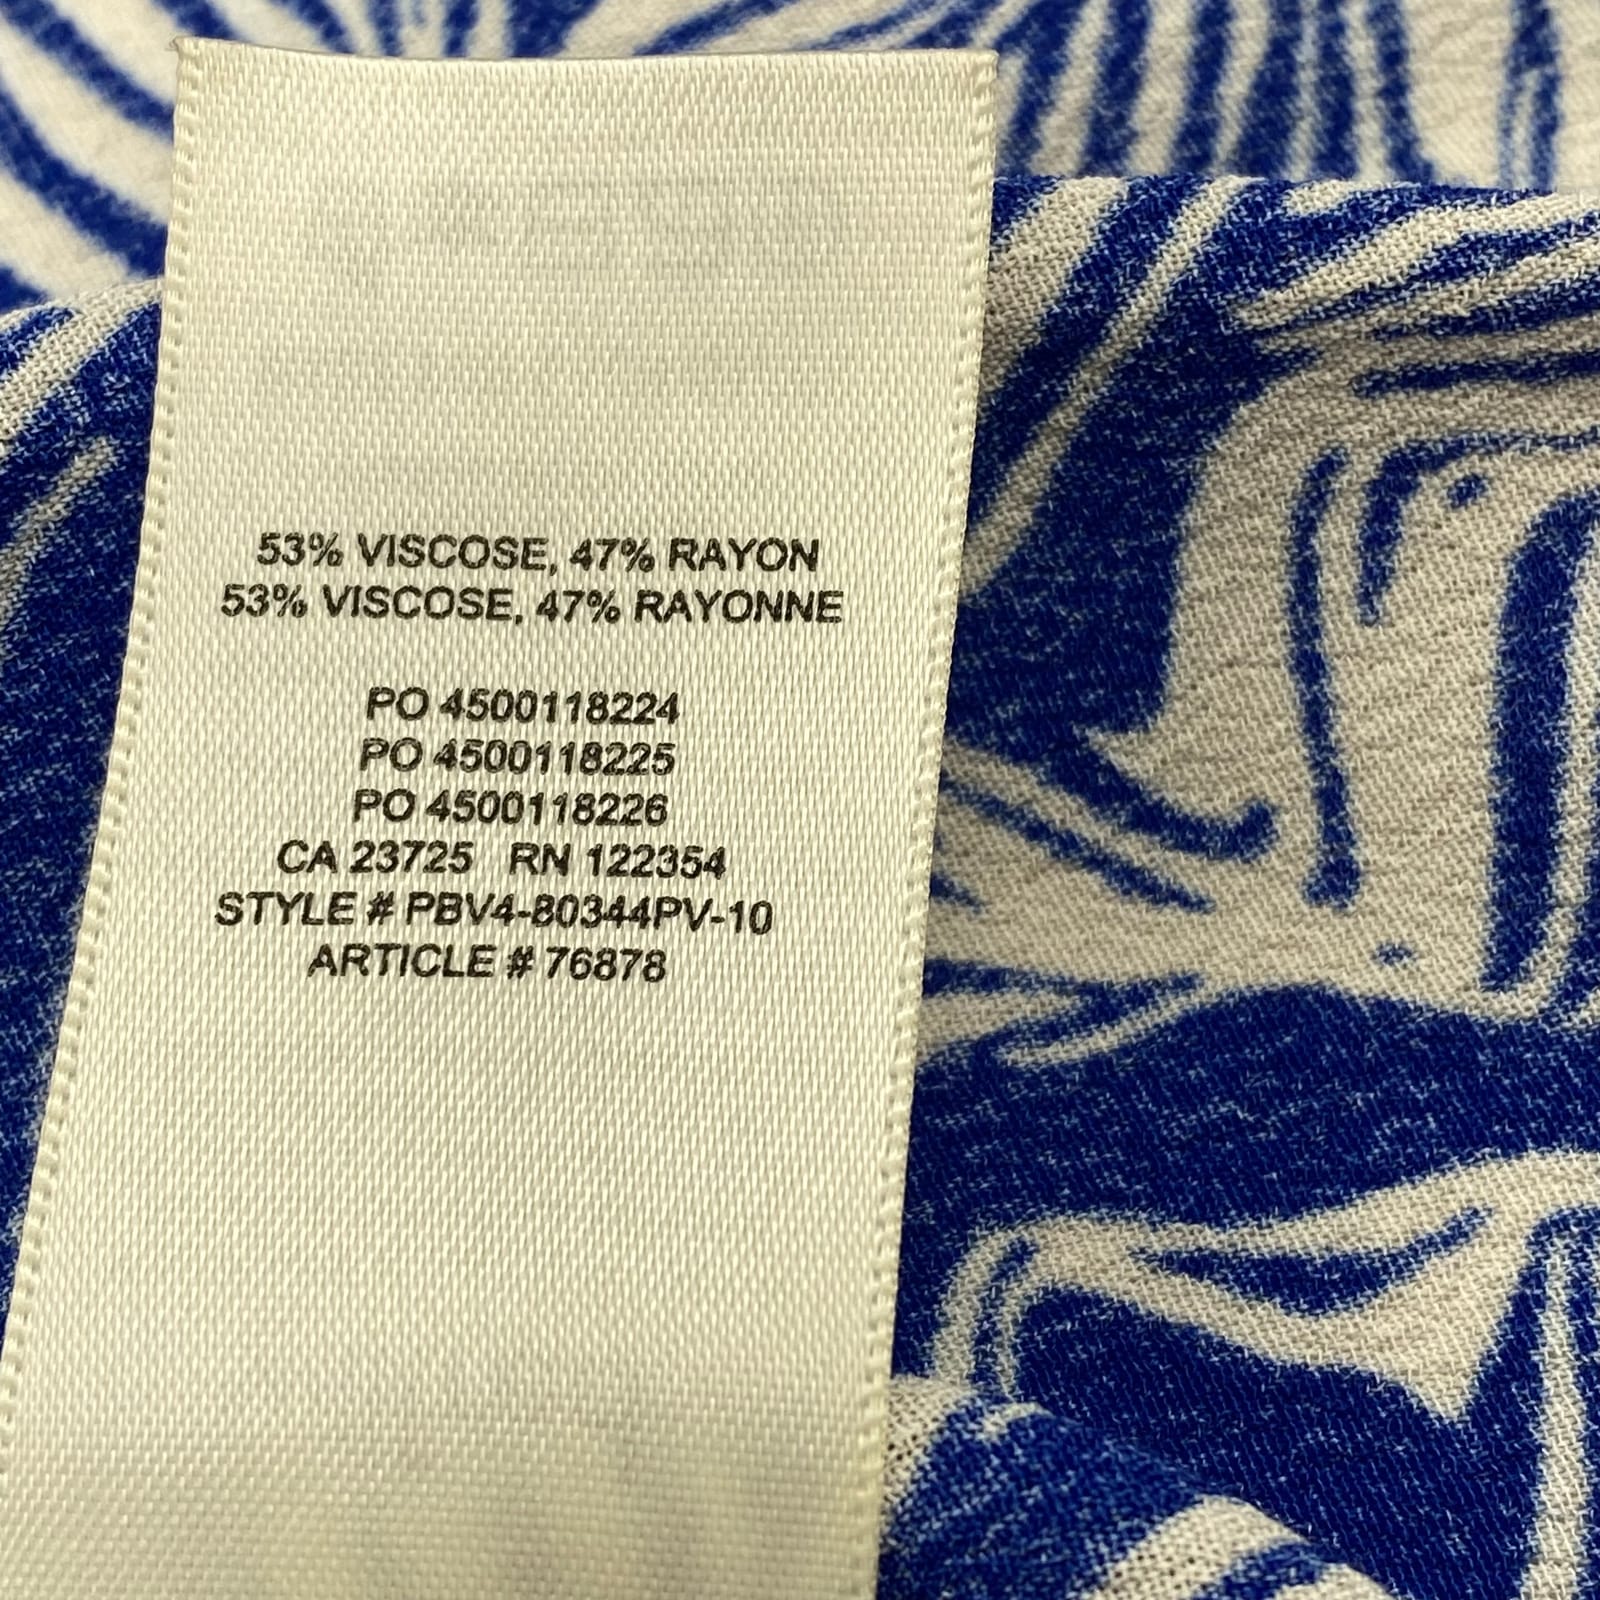 53% VISCOSE, 47% RAYON
53% VISCOSE, 47% RAYONNE
PO 4500118224
PO 4500118225
PO 4500118226
CA 23725 RN 122354
STYLE # PBV4-80344PV-10
ARTICLE # 76878